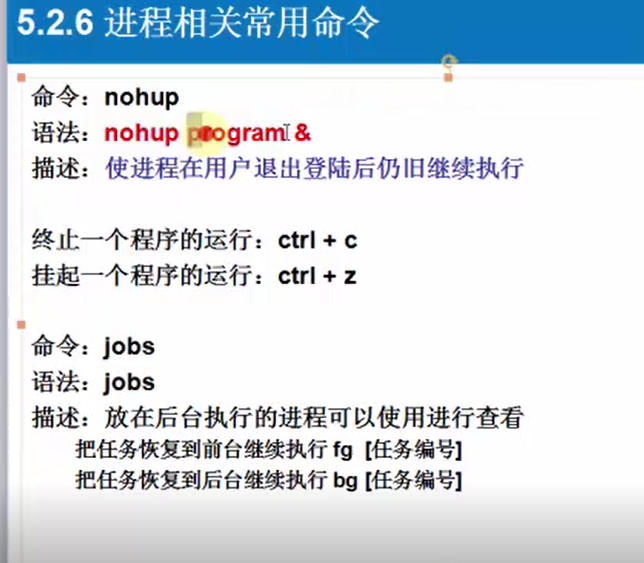 5.2.6 进程相关常用命令
命令：nohup
语法：nohup program &
描述：使进程在用户退出登陆后仍旧继续执行
终止一个程序的运行：ctrl + c
挂起一个程序的运行：ctrl + z
命令：jobs
语法：jobs
描述：放在后台执行的进程可以使用进行查看
把任务恢复到前台继续执行 fg [任务编号]
把任务恢复到后台继续执行 bg [任务编号]